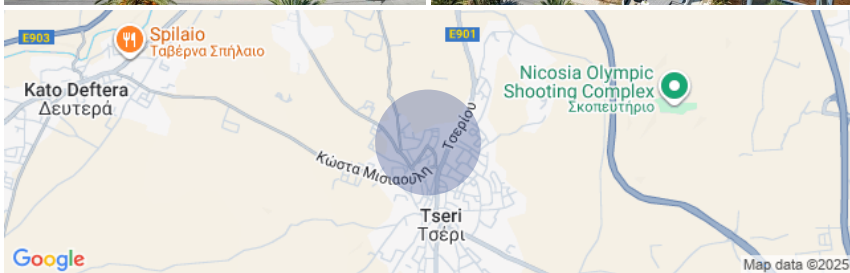 E903
Spilaio
Ταβέρνα Σπήλαιο
E901
Nicosia Olympic
Shooting Complex
Σκοπευτήριο
Kato Deftera
Δευτερά
Τσερίου
Κώστα Μισιαουλη
Tseri
Τσέρι
Google
Map data ©2025